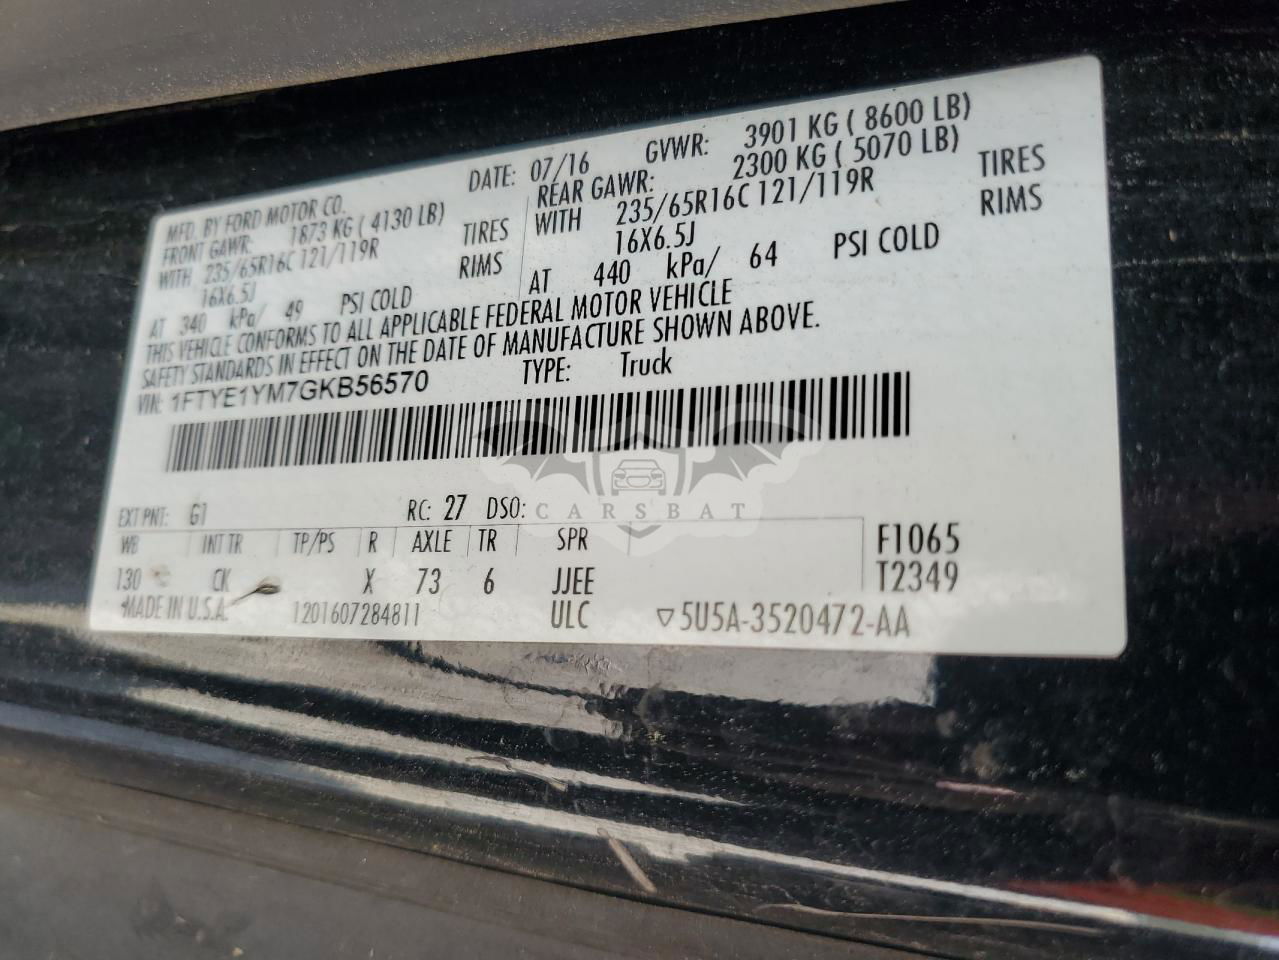 MFD. BY FORD MOTOR CO. DATE: 07/16 GVWR: 3901 KG ( 8600 LB)
FRONT GAWR: 1873 KG ( 4130 LB) REAR GAWR: 2300 KG ( 5070 LB)
WITH 235/65R16C 121/119R TIRES WITH 235/65R16C 121/119R TIRES
16X6.5J RIMS 16X6.5J RIMS
AT 340 kPa/ 49 PSI COLD AT 440 kPa/ 64 PSI COLD
THIS VEHICLE CONFORMS TO ALL APPLICABLE FEDERAL MOTOR VEHICLE
SAFETY STANDARDS IN EFFECT ON THE DATE OF MANUFACTURE SHOWN ABOVE.
VIN: 1FTYE1YM7GKB56570 TYPE: Truck
CARSBAT
EXT PNT: G1 RC: 27 DSO:
WB INT TR TP/PS R AXLE TR SPR F1065
130 CK X 73 6 JJEE T2349
MADE IN U.S.A. 1201607284811 ULC ▽5U5A-3520472-AA